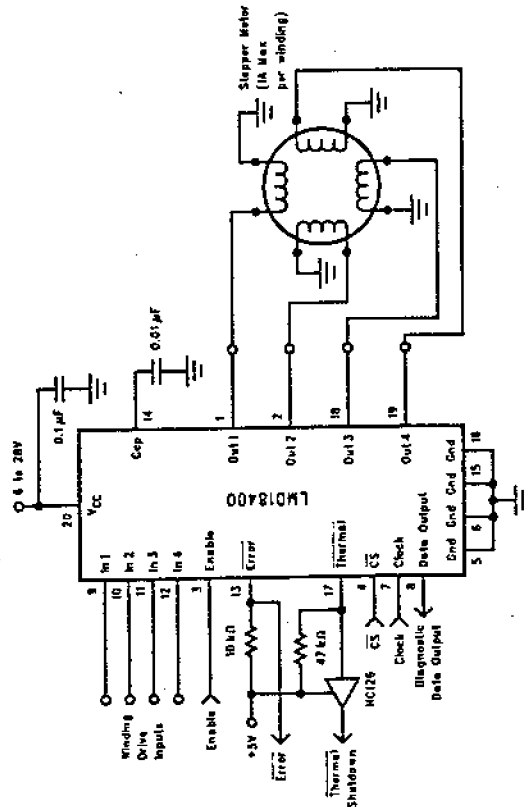 Stepper Motor
(1A Max
per winding)
6 to 28V
0.1 µF
0.01 µF
20
VCC
14
Ccp
LMD18400
9
In 1
10
In 2
11
In 3
12
In 4
3
Enable
13
Error
17
Thermal
CS
7
Clock
8
Data Output
1
Out 1
2
Out 2
18
Out 3
19
Out 4
Gnd
Gnd
Gnd
Gnd
5
6
15
16
Winding
Drive
Inputs
Enable
+5V
10 kΩ
47 kΩ
Error
HC126
Thermal
Shutdown
CS
Clock
Diagnostic
Data Output